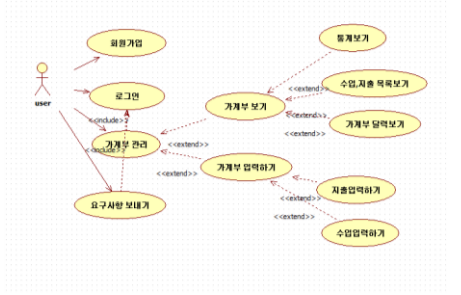 회원가입
통계보기
user
로그인
수입,지출 목록보기
<<extend>>
가계부 보기
<<include>>
<<extend>>
가계부 달력보기
<<extend>>
가계부 관리
<<extend>>
<<include>>
가계부 입력하기
<<extend>>
지출입력하기
<<extend>>
요구사항 보내기
<<extend>>
수입입력하기